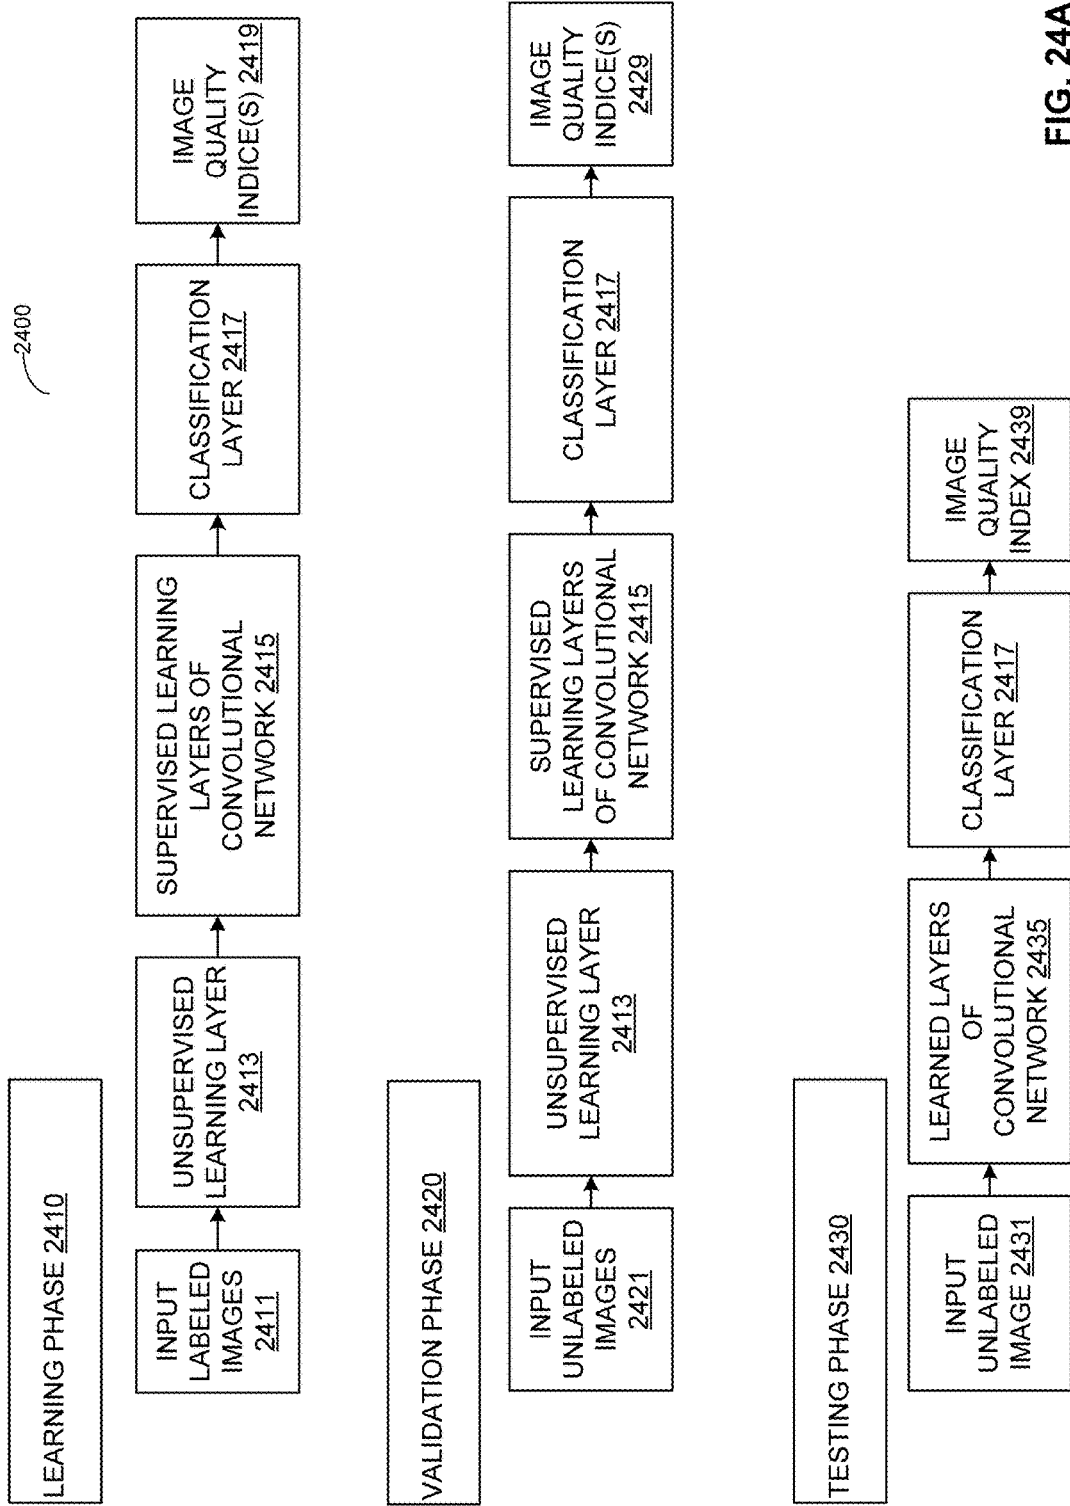 2400
LEARNING PHASE 2410
INPUT
LABELED
IMAGES
2411
UNSUPERVISED
LEARNING LAYER
2413
SUPERVISED LEARNING
LAYERS OF
CONVOLUTIONAL
NETWORK 2415
CLASSIFICATION
LAYER 2417
IMAGE
QUALITY
INDICE(S) 2419
VALIDATION PHASE 2420
INPUT
UNLABELED
IMAGES
2421
UNSUPERVISED
LEARNING LAYER
2413
SUPERVISED
LEARNING LAYERS
OF CONVOLUTIONAL
NETWORK 2415
CLASSIFICATION
LAYER 2417
IMAGE
QUALITY
INDICE(S)
2429
TESTING PHASE 2430
INPUT
UNLABELED
IMAGE 2431
LEARNED LAYERS
OF
CONVOLUTIONAL
NETWORK 2435
CLASSIFICATION
LAYER 2417
IMAGE
QUALITY
INDEX 2439
FIG. 24A